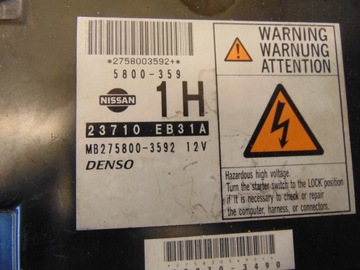 *2758003592*
5800-359
NISSAN
1H
23710 EB31A
MB275800-3592 12V
DENSO
WARNING
WARNUNG
ATTENTION
Hazardous high voltage.
Turn the starter switch to the LOCK position
if it is necessary to check or repair
the computer, harness, or connectors.